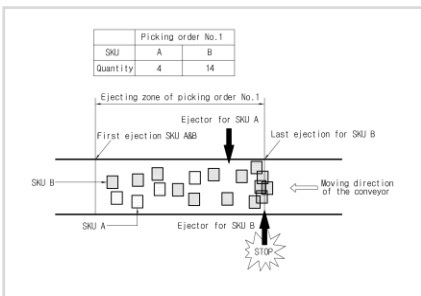 Picking order No.1
SKU A B
Quantity 4 14
Ejecting zone of picking order No.1
Ejector for SKU A
First ejection SKU A&B
Last ejection for SKU B
SKU B
Moving direction
of the conveyor
SKU A
Ejector for SKU B
STOP